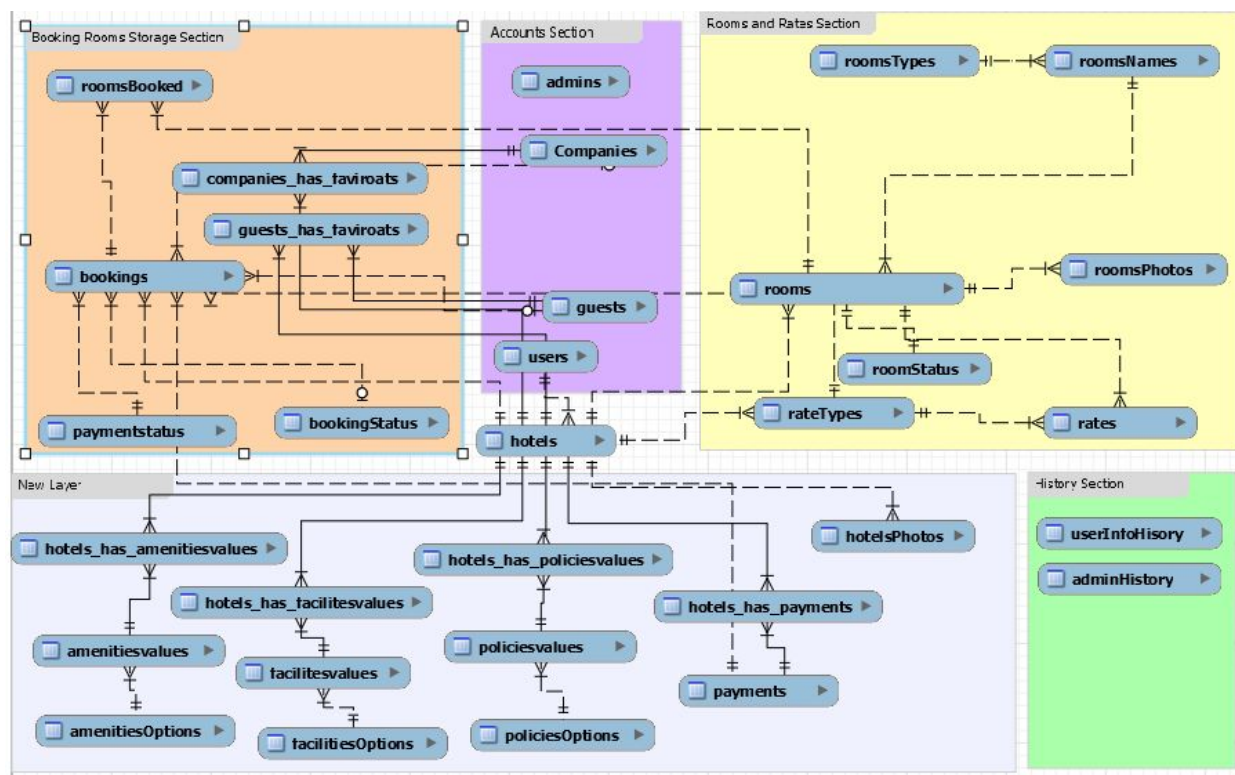 Booking Rooms Storage Section
roomsBooked
companies_has_faviroats
guests_has_faviroats
bookings
paymentstatus
bookingStatus
Accounts Section
admins
Companies
guests
users
hotels
Rooms and Rates Section
roomsTypes
roomsNames
rooms
roomsPhotos
roomStatus
rateTypes
rates
New Layer
hotels_has_amenitiesvalues
hotels_has_facilitesvalues
hotels_has_policiesvalues
hotels_has_payments
hotelsPhotos
amenitiesvalues
facilitesvalues
policiesvalues
payments
amenitiesOptions
facilitiesOptions
policiesOptions
History Section
userInfoHisory
adminHistory